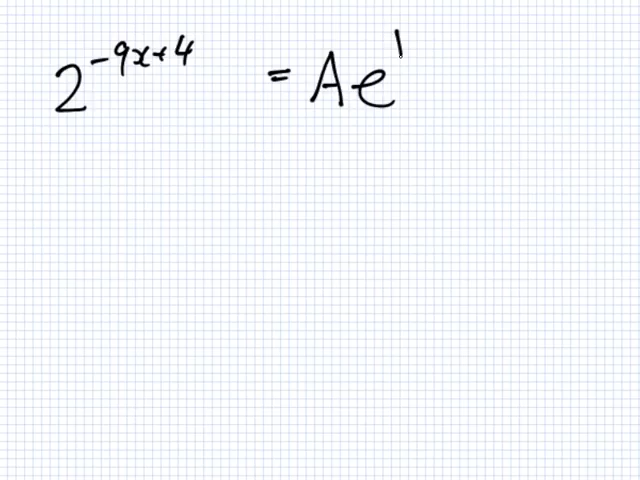 2^{-9x+4} = Ae^{1